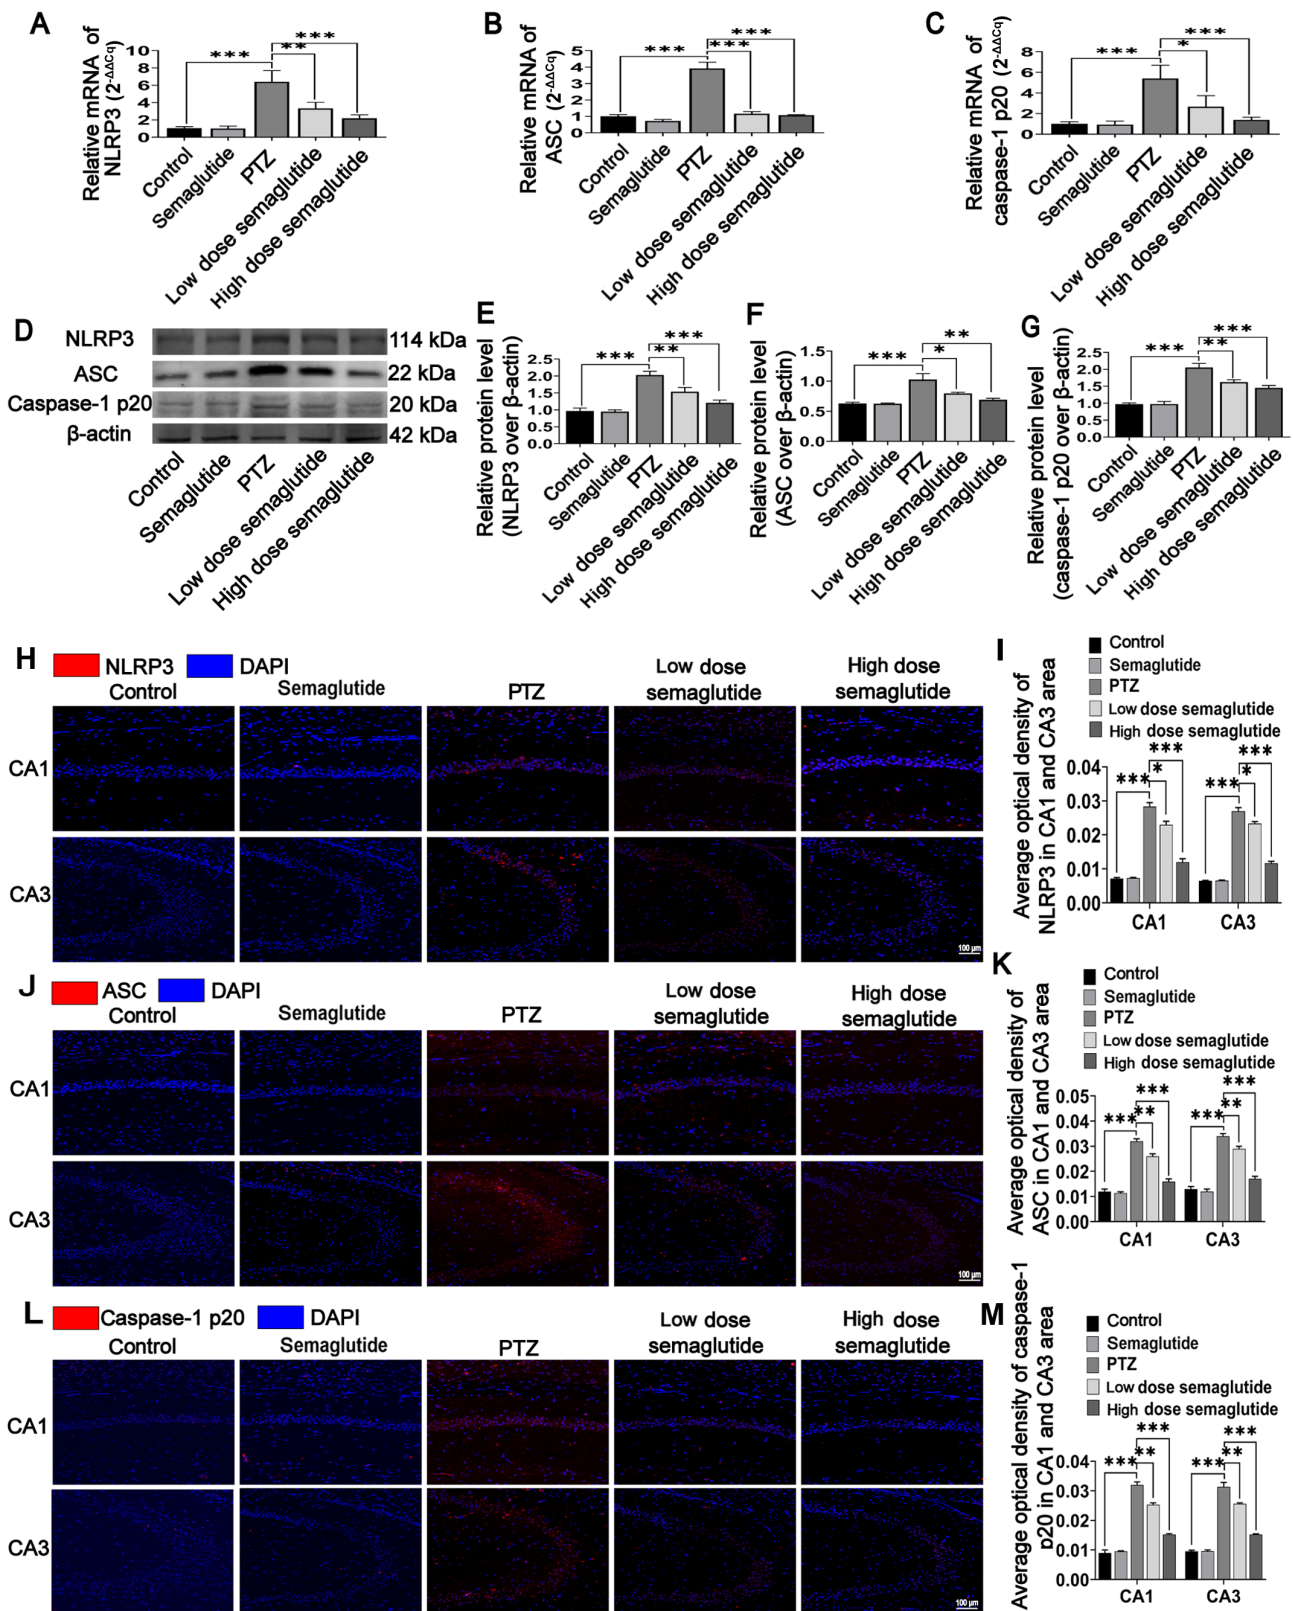 A
Relative mRNA of
NLRP3 (2-ΔΔCq)
10
8
6
4
2
0
***
**
***
Control
Semaglutide
PTZ
Low dose semaglutide
High dose semaglutide
B
Relative mRNA of
ASC (2-ΔΔCq)
5
4
3
2
1
0
***
***
***
Control
Semaglutide
PTZ
Low dose semaglutide
High dose semaglutide
C
Relative mRNA of
caspase-1 p20 (2-ΔΔCq)
8
6
4
2
0
***
*
***
Control
Semaglutide
PTZ
Low dose semaglutide
High dose semaglutide
D
NLRP3 114 kDa
ASC 22 kDa
Caspase-1 p20 20 kDa
β-actin 42 kDa
Control
Semaglutide
PTZ
Low dose semaglutide
High dose semaglutide
E
Relative protein level
(NLRP3 over β-actin)
2.5
2.0
1.5
1.0
0.5
0.0
***
**
***
Control
Semaglutide
PTZ
Low dose semaglutide
High dose semaglutide
F
Relative protein level
(ASC over β-actin)
1.5
1.0
0.5
0.0
***
*
**
Control
Semaglutide
PTZ
Low dose semaglutide
High dose semaglutide
G
Relative protein level
(caspase-1 p20 over β-actin)
2.5
2.0
1.5
1.0
0.5
0.0
***
**
***
Control
Semaglutide
PTZ
Low dose semaglutide
High dose semaglutide
H
NLRP3 DAPI
Control
Semaglutide
PTZ
Low dose
semaglutide
High dose
semaglutide
CA1
CA3
100 μm
I
Control
Semaglutide
PTZ
Low dose semaglutide
High dose semaglutide
Average optical density of
NLRP3 in CA1 and CA3 area
0.04
0.03
0.02
0.01
0.00
***
*
***
***
*
***
CA1 CA3
J
ASC DAPI
Control
Semaglutide
PTZ
Low dose
semaglutide
High dose
semaglutide
CA1
CA3
100 μm
K
Control
Semaglutide
PTZ
Low dose semaglutide
High dose semaglutide
Average optical density of
ASC in CA1 and CA3 area
0.05
0.04
0.03
0.02
0.01
0.00
***
**
***
***
**
***
CA1 CA3
L
Caspase-1 p20 DAPI
Control
Semaglutide
PTZ
Low dose
semaglutide
High dose
semaglutide
CA1
CA3
100 μm
M
Control
Semaglutide
PTZ
Low dose semaglutide
High dose semaglutide
Average optical density of caspase-1
p20 in CA1 and CA3 area
0.04
0.03
0.02
0.01
0.00
***
**
***
***
**
***
CA1 CA3